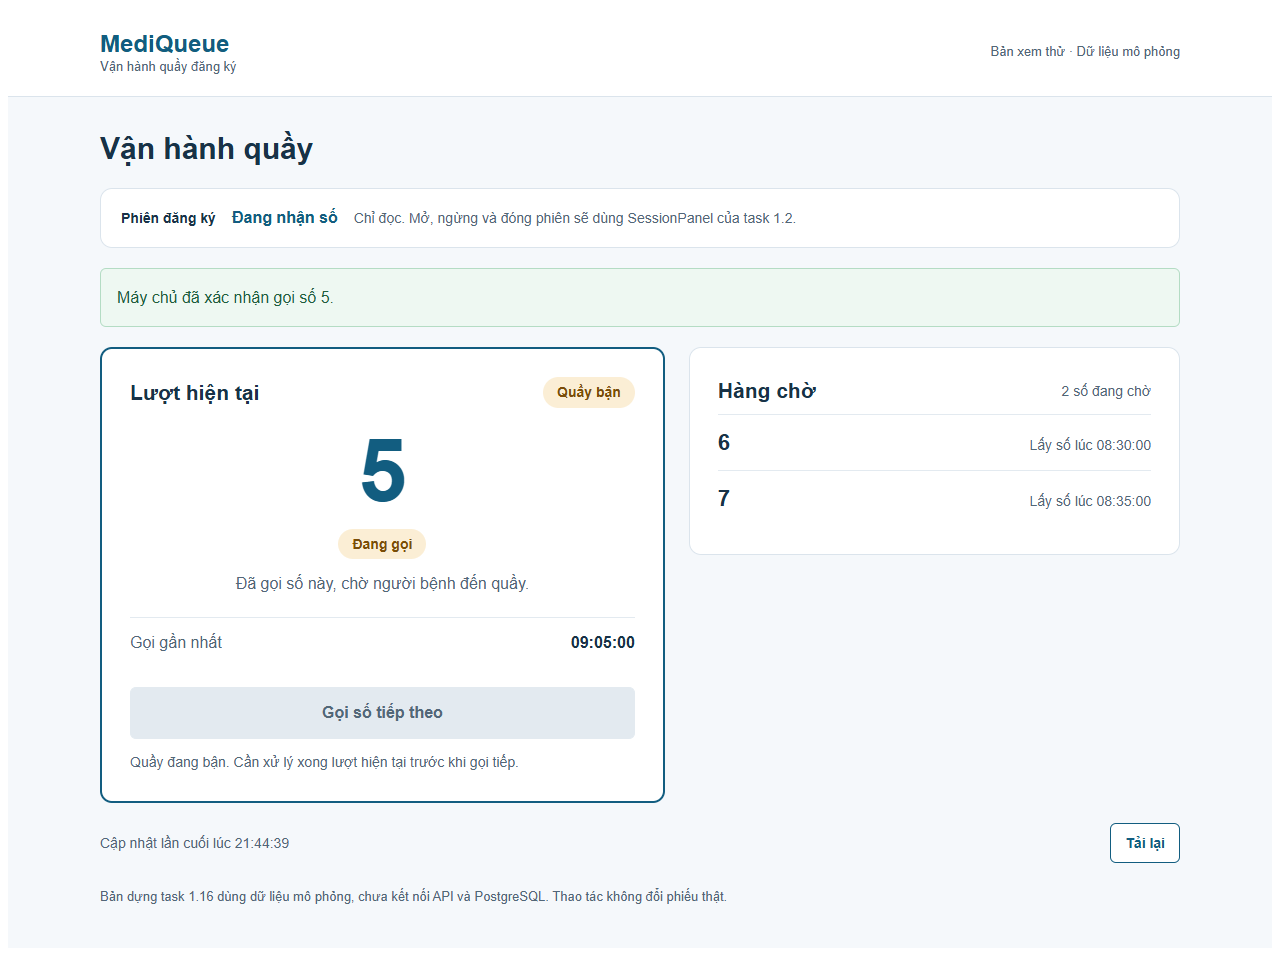 MediQueue
Vận hành quầy đăng ký
Bản xem thử · Dữ liệu mô phỏng
Vận hành quầy
Phiên đăng ký Đang nhận số Chỉ đọc. Mở, ngừng và đóng phiên sẽ dùng SessionPanel của task 1.2.
Máy chủ đã xác nhận gọi số 5.
Lượt hiện tại
Quầy bận
5
Đang gọi
Đã gọi số này, chờ người bệnh đến quầy.
Gọi gần nhất 09:05:00
Gọi số tiếp theo
Quầy đang bận. Cần xử lý xong lượt hiện tại trước khi gọi tiếp.
Hàng chờ
2 số đang chờ
6 Lấy số lúc 08:30:00
7 Lấy số lúc 08:35:00
Cập nhật lần cuối lúc 21:44:39
Tải lại
Bản dựng task 1.16 dùng dữ liệu mô phỏng, chưa kết nối API và PostgreSQL. Thao tác không đổi phiếu thật.